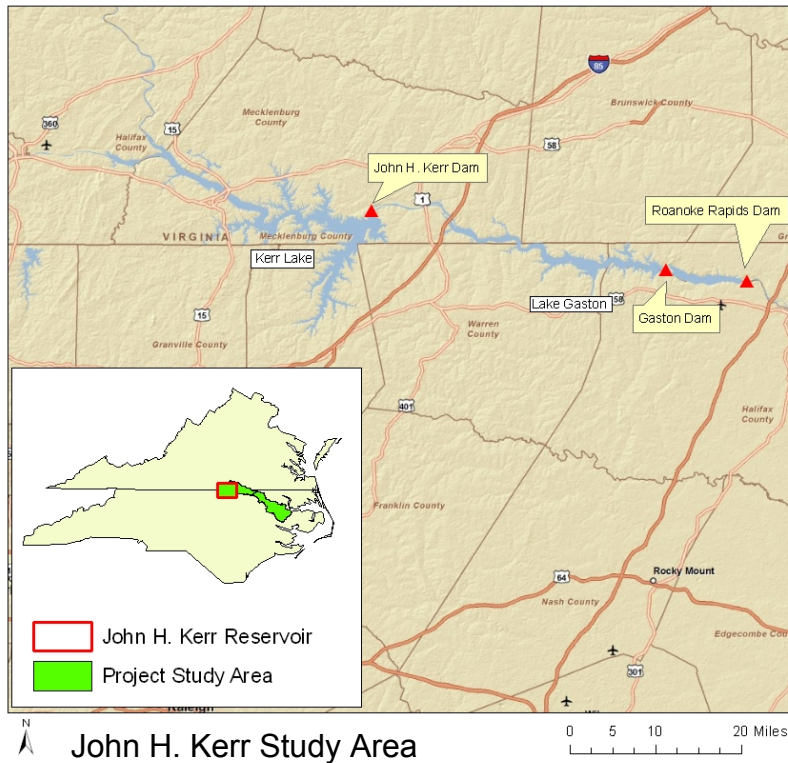 85
Mecklenburg
County
Brunswick County
360
15
Halifax
County
58
John H. Kerr Dam
1
Roanoke Rapids Dam
VIRGINIA
Mecklenburg County
Kerr Lake
Lake Gaston
58
Gaston Dam
15
Warren
County
Granville County
401
Halifax
County
Franklin County
64
Rocky Mount
Nash County
Edgecombe Cou
301
John H. Kerr Reservoir
Project Study Area
N
John H. Kerr Study Area
0 5 10 20 Miles